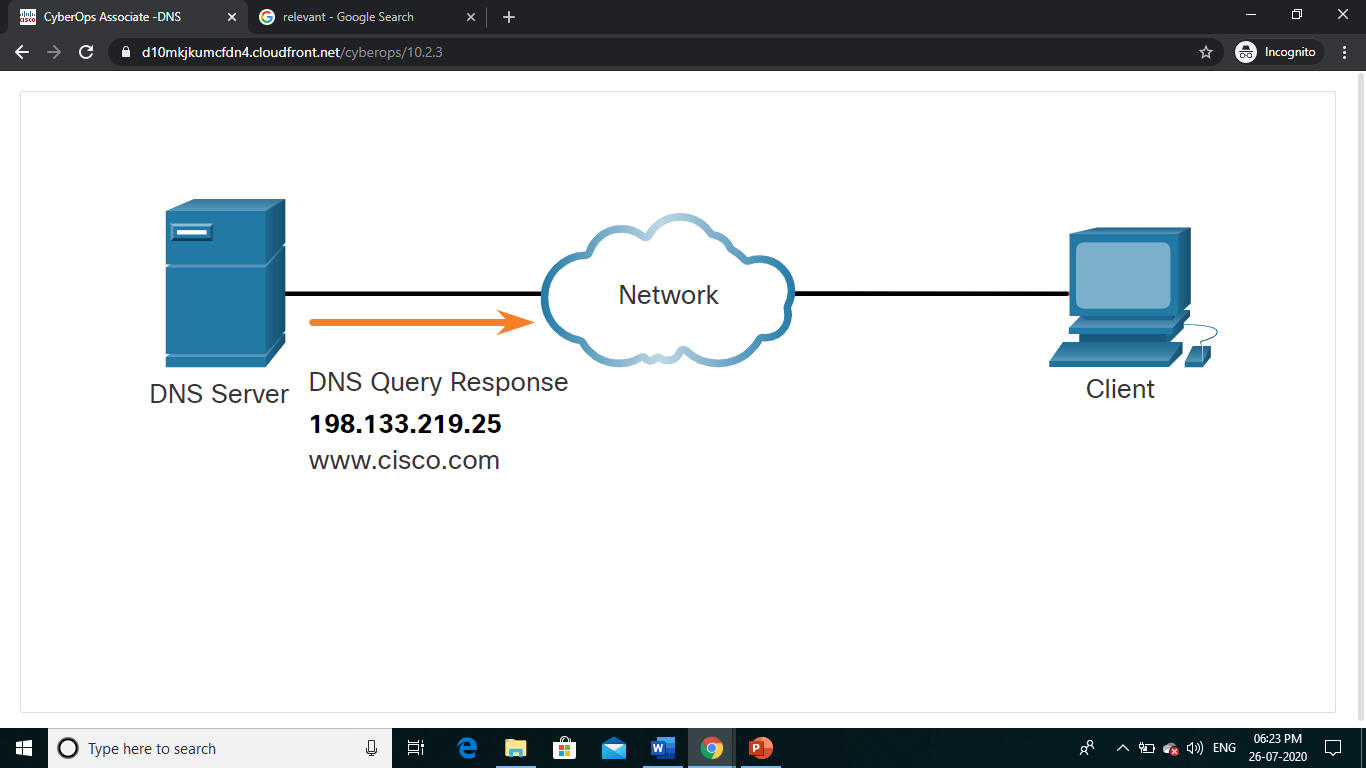 CyberOps Associate -DNS
relevant - Google Search
d10mkjkumcfdn4.cloudfront.net/cyberops/10.2.3
Incognito
Network
DNS Server
DNS Query Response
198.133.219.25
www.cisco.com
Client
Type here to search
ENG
06:23 PM
26-07-2020